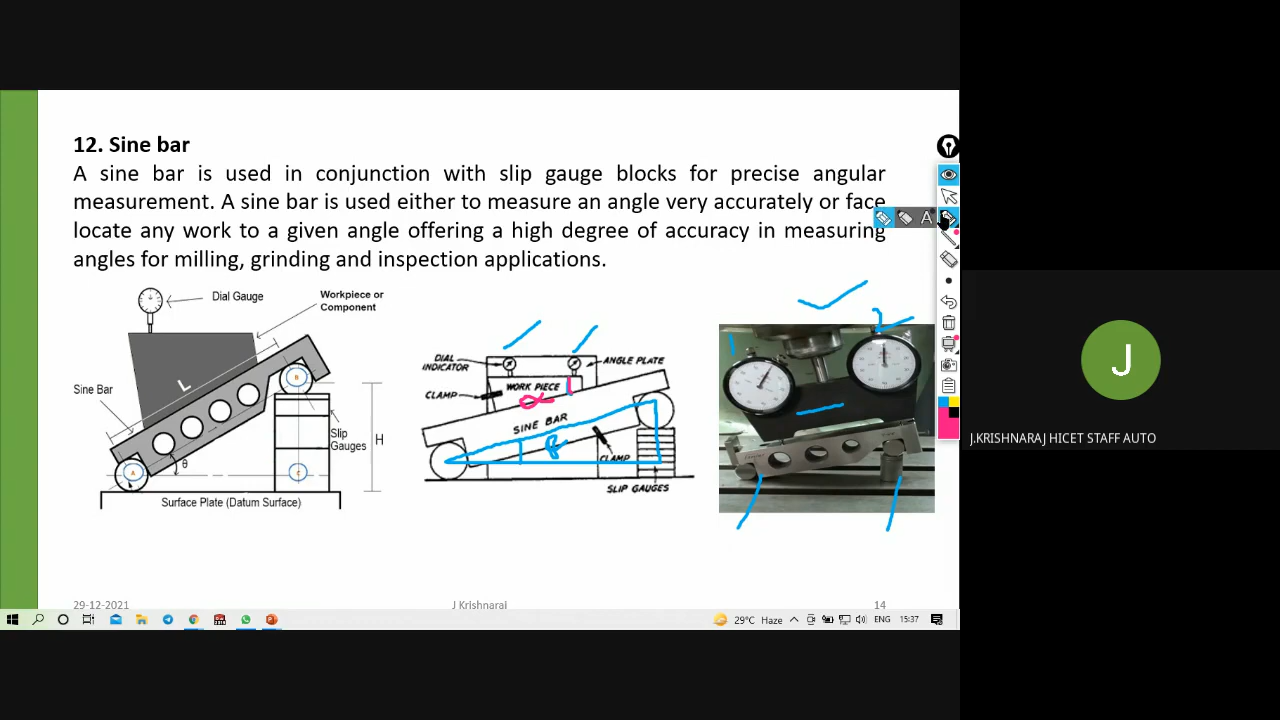 12. Sine bar
A sine bar is used in conjunction with slip gauge blocks for precise angular
measurement. A sine bar is used either to measure an angle very accurately or face
locate any work to a given angle offering a high degree of accuracy in measuring
angles for milling, grinding and inspection applications.
Dial Gauge
Workpiece or
Component
L
Sine Bar
B
Slip
Gauges
H
θ
A
C
Surface Plate (Datum Surface)
DIAL
INDICATOR
ANGLE PLATE
CLAMP
WORK PIECE
α
SINE BAR
CLAMP
SLIP GAUGES
1
2
A
J
J.KRISHNARAJ HICET STAFF AUTO
29-12-2021
J Krishnaraj
14
29°C Haze
ENG
15:37